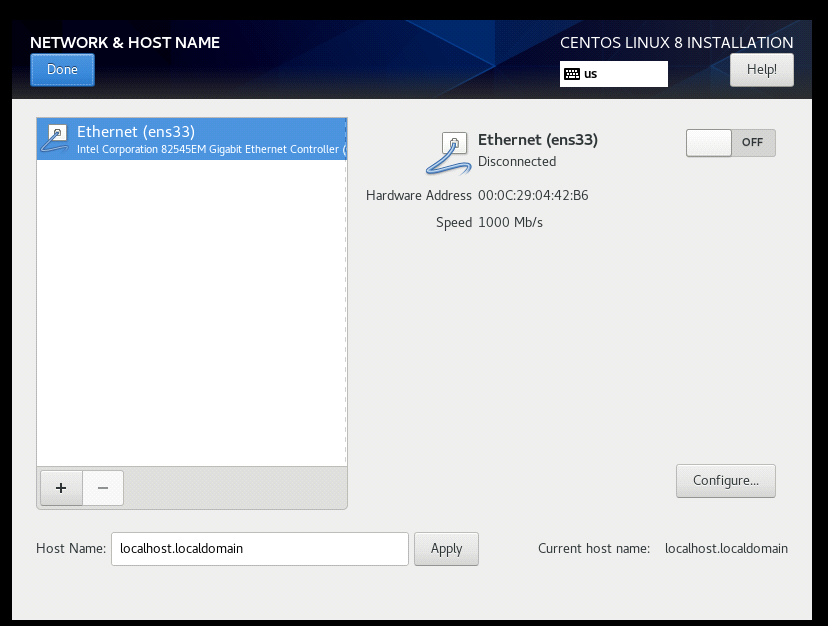 NETWORK & HOST NAME
CENTOS LINUX 8 INSTALLATION
Done
us
Help!
Ethernet (ens33)
Intel Corporation 82545EM Gigabit Ethernet Controller (
Ethernet (ens33)
Disconnected
OFF
Hardware Address 00:0C:29:04:42:B6
Speed 1000 Mb/s
+
−
Configure...
Host Name: localhost.localdomain Apply Current host name: localhost.localdomain